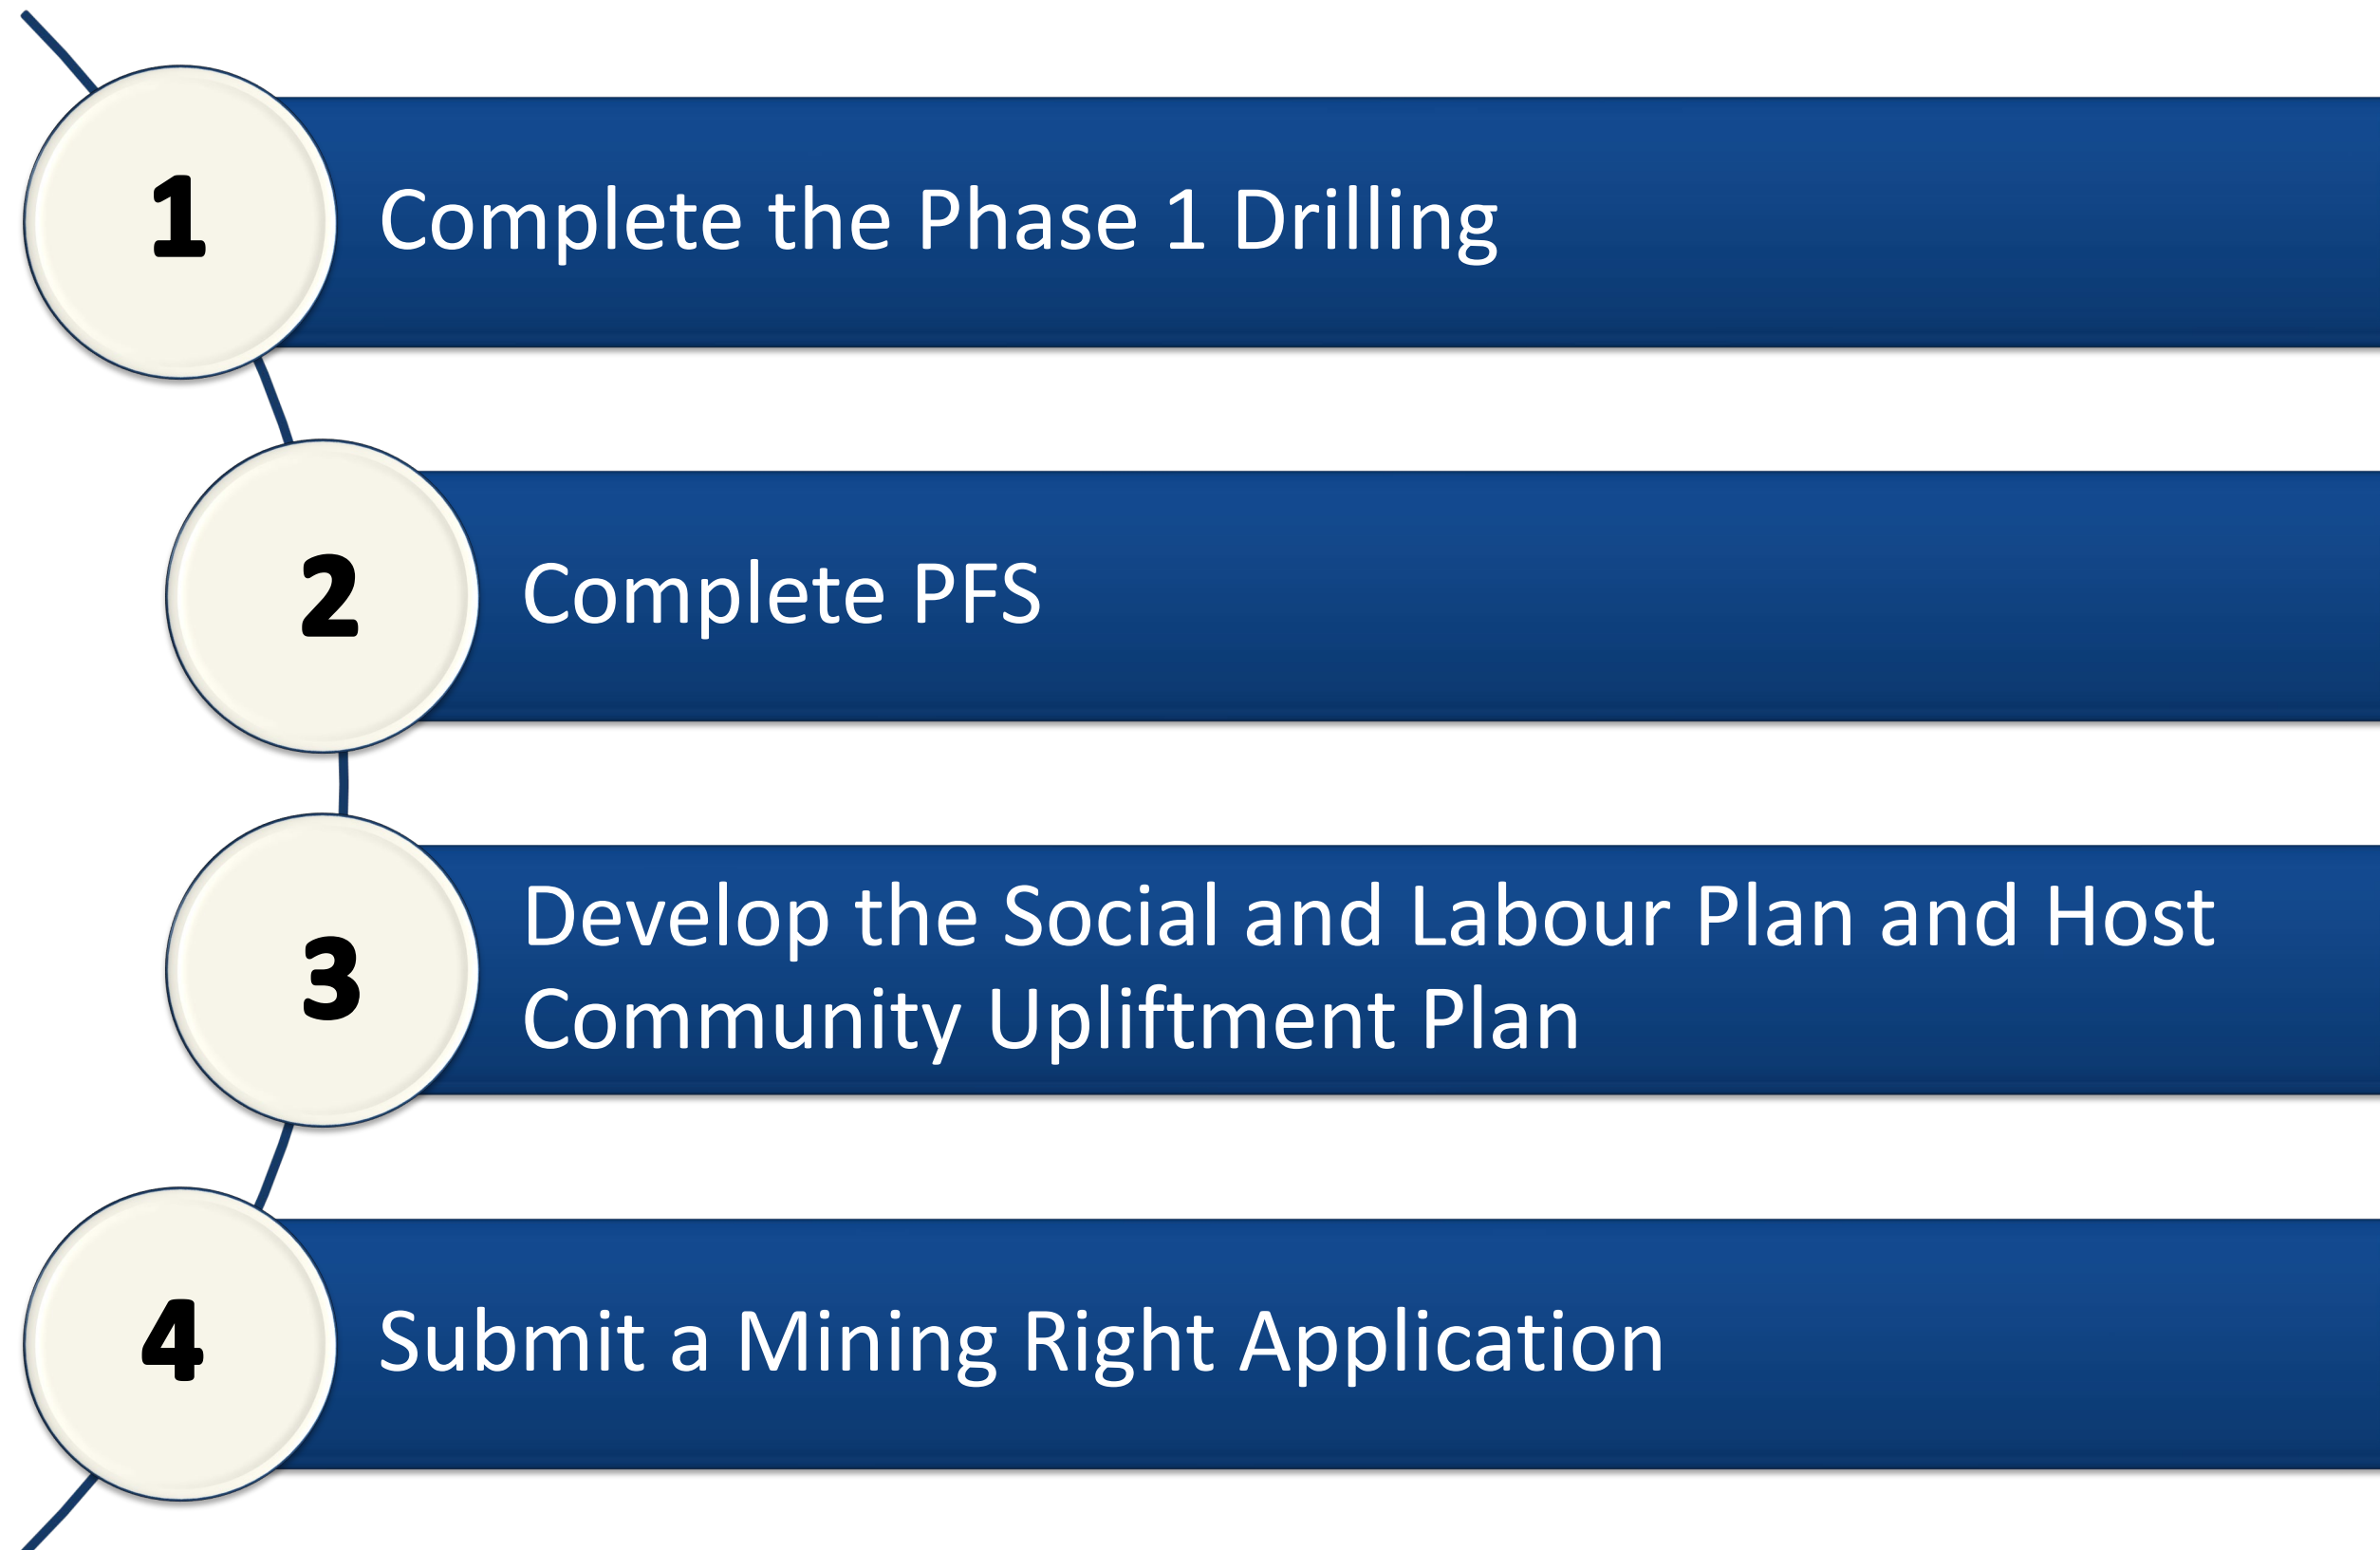 1
Complete the Phase 1 Drilling
2
Complete PFS
3
Develop the Social and Labour Plan and Host
Community Upliftment Plan
4
Submit a Mining Right Application